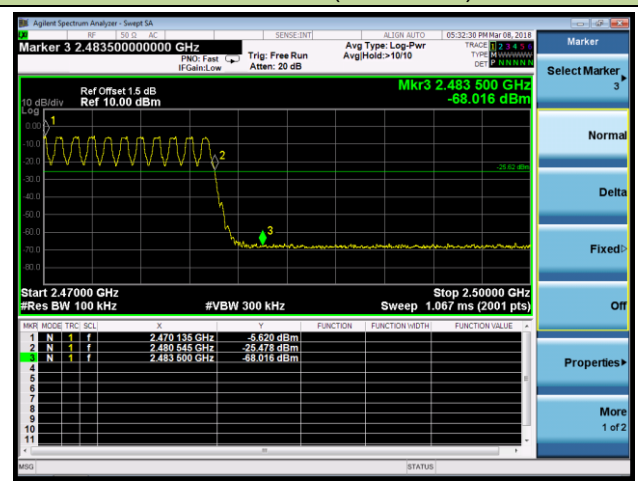 Agilent Spectrum Analyzer - Swept SA
RF 50 Ω AC SENSE:INT ALIGN AUTO 05:32:30 PM Mar 08, 2018
Marker 3 2.483500000000 GHz
PNO: Fast
IFGain:Low
Trig: Free Run
Atten: 20 dB
Avg Type: Log-Pwr
Avg|Hold:>10/10
TRACE 1 2 3 4 5 6
TYPE M WWWWW
DET P N N N N N
Ref Offset 1.5 dB
10 dB/div Ref 10.00 dBm
Log
Mkr3 2.483 500 GHz
-68.016 dBm
0.00
-10.0
-20.0
-30.0
-40.0
-50.0
-60.0
-70.0
-80.0
1
2
3
-25.62 dBm
Start 2.47000 GHz Stop 2.50000 GHz
#Res BW 100 kHz #VBW 300 kHz Sweep 1.067 ms (2001 pts)
MKR MODE TRC SCL X Y FUNCTION FUNCTION WIDTH FUNCTION VALUE
1 N 1 f 2.470 135 GHz -5.620 dBm
2 N 1 f 2.480 545 GHz -25.478 dBm
3 N 1 f 2.483 500 GHz -68.016 dBm
4
5
6
7
8
9
10
11
MSG STATUS
Marker
Select Marker
3
Normal
Delta
Fixed
Off
Properties
More
1 of 2